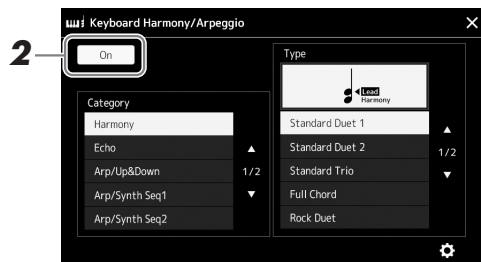 Keyboard Harmony/Arpeggio
2
On
Category
Harmony
Echo
Arp/Up&Down
Arp/Synth Seq1
Arp/Synth Seq2
1/2
Type
Lead
Harmony
Standard Duet 1
Standard Duet 2
Standard Trio
Full Chord
Rock Duet
1/2